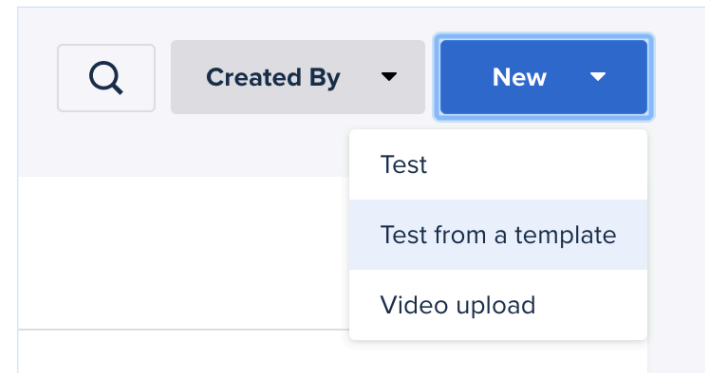 Created By
New
Test
Test from a template
Video upload